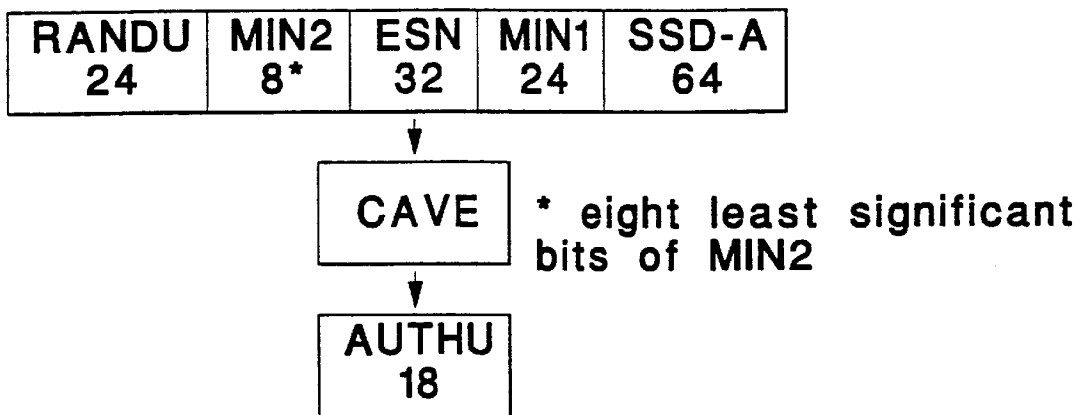 RANDU MIN2 ESN MIN1 SSD-A
24 8* 32 24 64
CAVE
* eight least significant
bits of MIN2
AUTHU
18